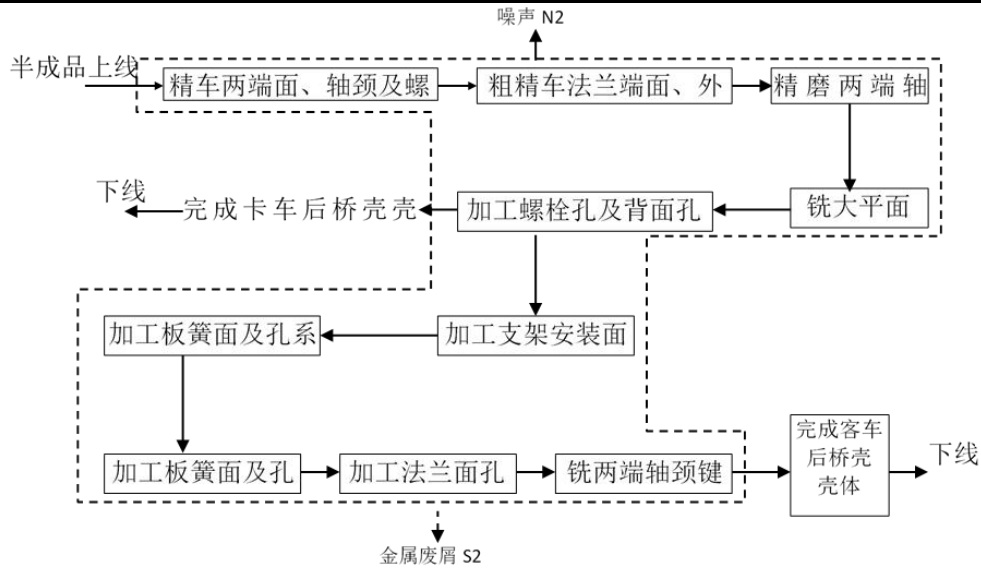 噪声 N2
半成品上线
精车两端面、轴颈及螺
粗精车法兰端面、外
精磨两端轴
下线
完成卡车后桥壳壳
加工螺栓孔及背面孔
铣大平面
加工板簧面及孔系
加工支架安装面
加工板簧面及孔
加工法兰面孔
铣两端轴颈键
完成客车
后桥壳
壳体
下线
金属废屑 S2